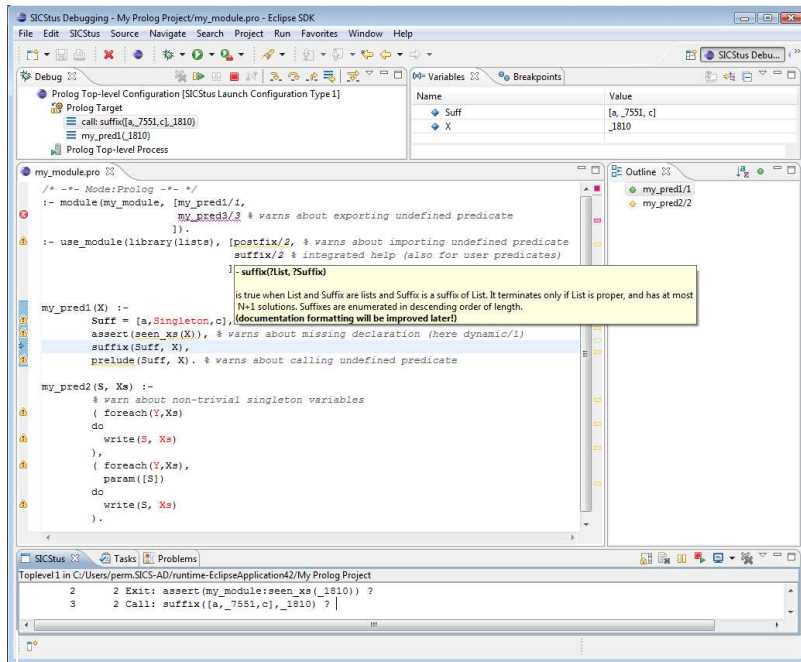 SICStus Debugging - My Prolog Project/my_module.pro - Eclipse SDK
File Edit SICStus Source Navigate Search Project Run Favorites Window Help
SICStus Debu...
Debug
Prolog Top-level Configuration [SICStus Launch Configuration Type 1]
Prolog Target
call: suffix([a,_7551,c],_1810)
my_pred1(_1810)
Prolog Top-level Process
(x)= Variables
Breakpoints
Name Value
Suff [a, _7551, c]
X _1810
my_module.pro
/* -*- Mode:Prolog -*- */
:- module(my_module, [my_pred1/1,
my_pred3/3 % warns about exporting undefined predicate
]).
:- use_module(library(lists), [postfix/2, % warns about importing undefined predicate
suffix/2 % integrated help (also for user predicates)
]
- suffix(?List, ?Suffix)
is true when List and Suffix are lists and Suffix is a suffix of List. It terminates only if List is proper, and has at most
N+1 solutions. Suffixes are enumerated in descending order of length.
(documentation formatting will be improved later!)
my_pred1(X) :-
Suff = [a,Singleton,c],
assert(seen_xs(X)), % warns about missing declaration (here dynamic/1)
suffix(Suff, X),
prelude(Suff, X). % warns about calling undefined predicate
my_pred2(S, Xs) :-
% warn about non-trivial singleton variables
( foreach(Y,Xs)
do
write(S, Xs)
),
( foreach(Y,Xs),
param([S])
do
write(S, Xs)
).
Outline
my_pred1/1
my_pred2/2
SICStus
Tasks
Problems
Toplevel 1 in C:/Users/perm.SICS-AD/runtime-EclipseApplication42/My Prolog Project
2 2 Exit: assert(my_module:seen_xs(_1810)) ?
3 2 Call: suffix([a,_7551,c],_1810) ?